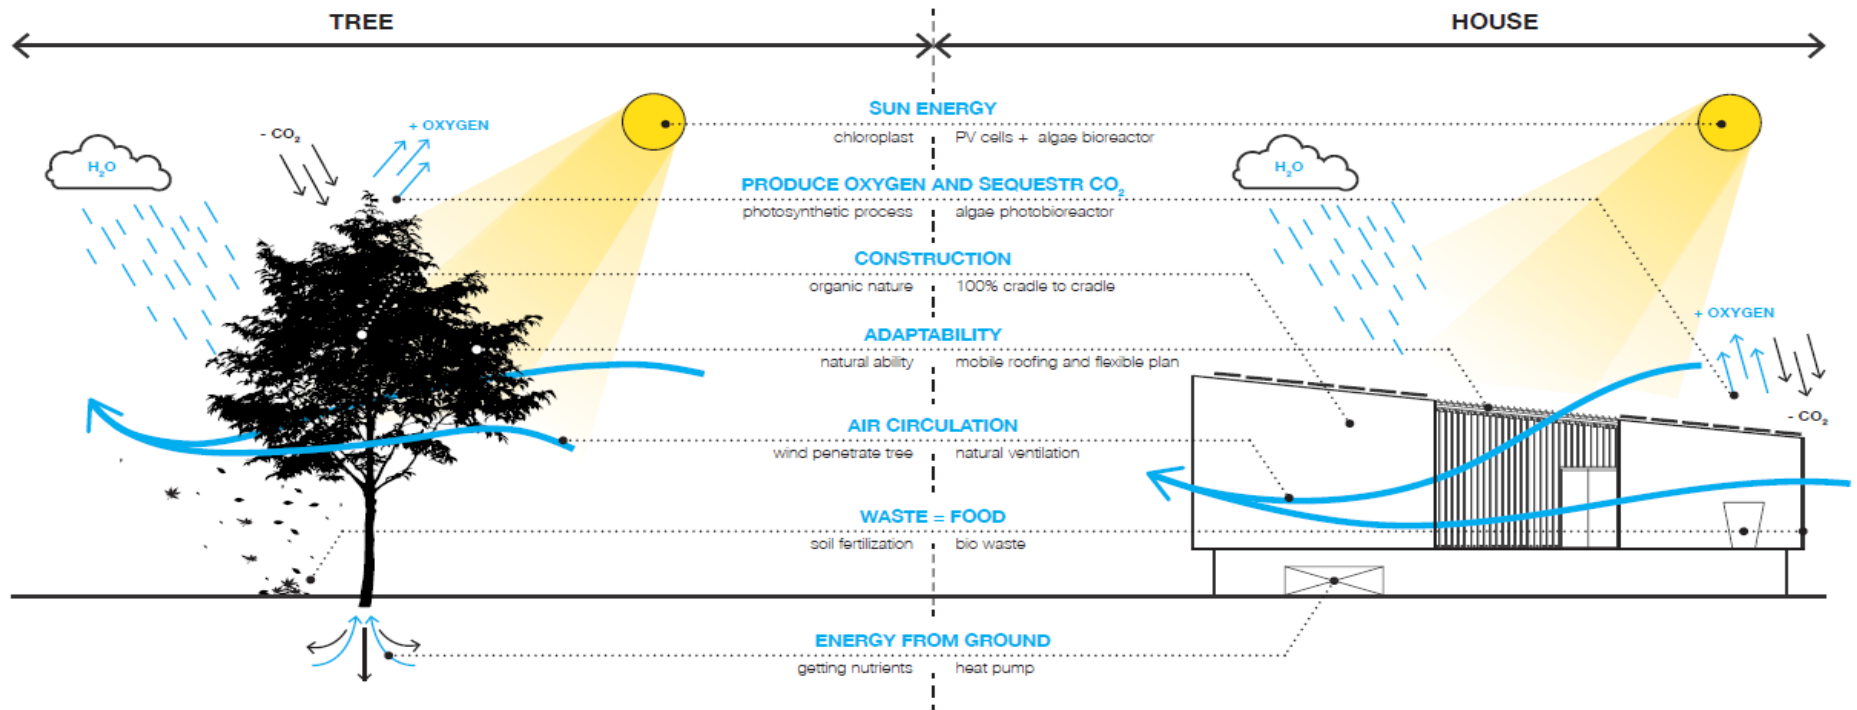 TREE
HOUSE
SUN ENERGY
chloroplast
PV cells + algae bioreactor
- CO₂
+ OXYGEN
H₂O
H₂O
PRODUCE OXYGEN AND SEQUESTR CO₂
photosynthetic process
algae photobioreactor
CONSTRUCTION
organic nature
100% cradle to cradle
+ OXYGEN
ADAPTABILITY
natural ability
mobile roofing and flexible plan
- CO₂
AIR CIRCULATION
wind penetrate tree
natural ventilation
WASTE = FOOD
soil fertilization
bio waste
ENERGY FROM GROUND
getting nutrients
heat pump